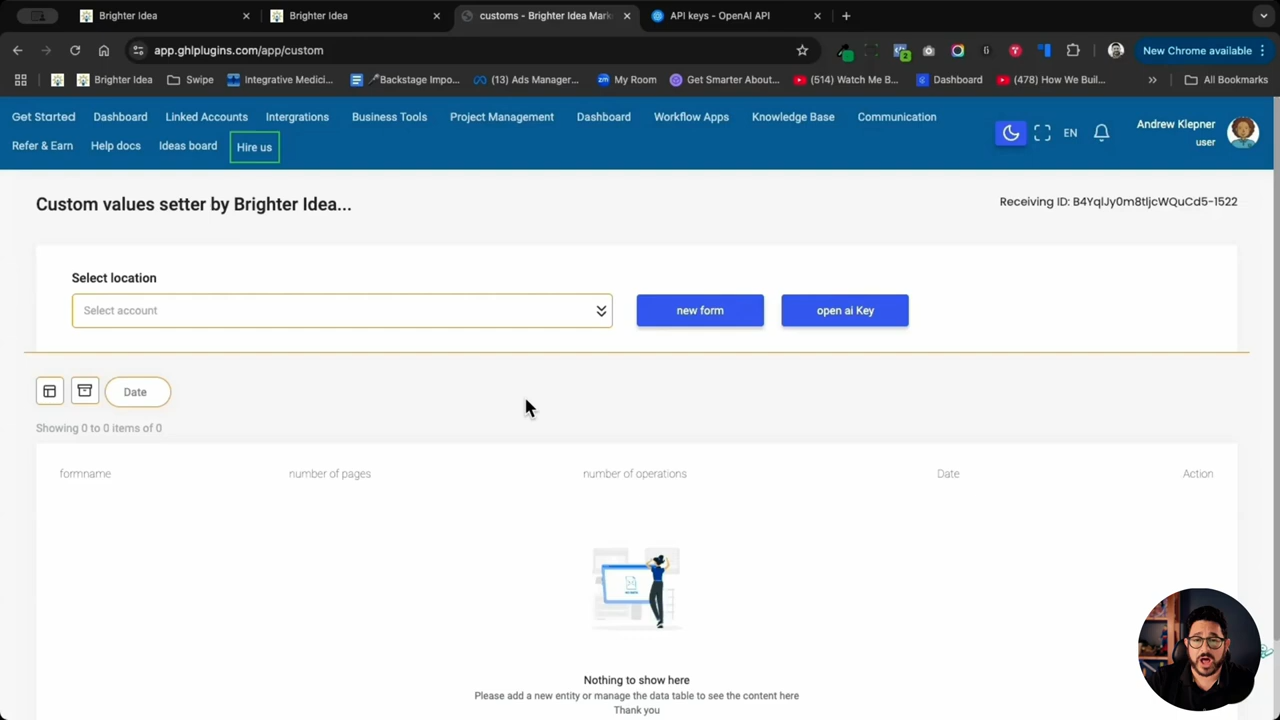 Brighter Idea
Brighter Idea
customs - Brighter Idea Mark
API keys - OpenAI API
app.ghlplugins.com/app/custom
New Chrome available
Brighter Idea
Swipe
Integrative Medici...
Backstage Impo...
(13) Ads Manager...
My Room
Get Smarter About...
(514) Watch Me B...
Dashboard
(478) How We Buil...
All Bookmarks
Get Started
Dashboard
Linked Accounts
Intergrations
Business Tools
Project Management
Dashboard
Workflow Apps
Knowledge Base
Communication
Refer & Earn
Help docs
Ideas board
Hire us
EN
Andrew Klepner
user
Custom values setter by Brighter Idea...
Receiving ID: B4YqlJy0m8tIjcWQuCd5-1522
Select location
Select account
new form
open ai Key
Date
Showing 0 to 0 items of 0
formname
number of pages
number of operations
Date
Action
Nothing to show here
Please add a new entity or manage the data table to see the content here
Thank you